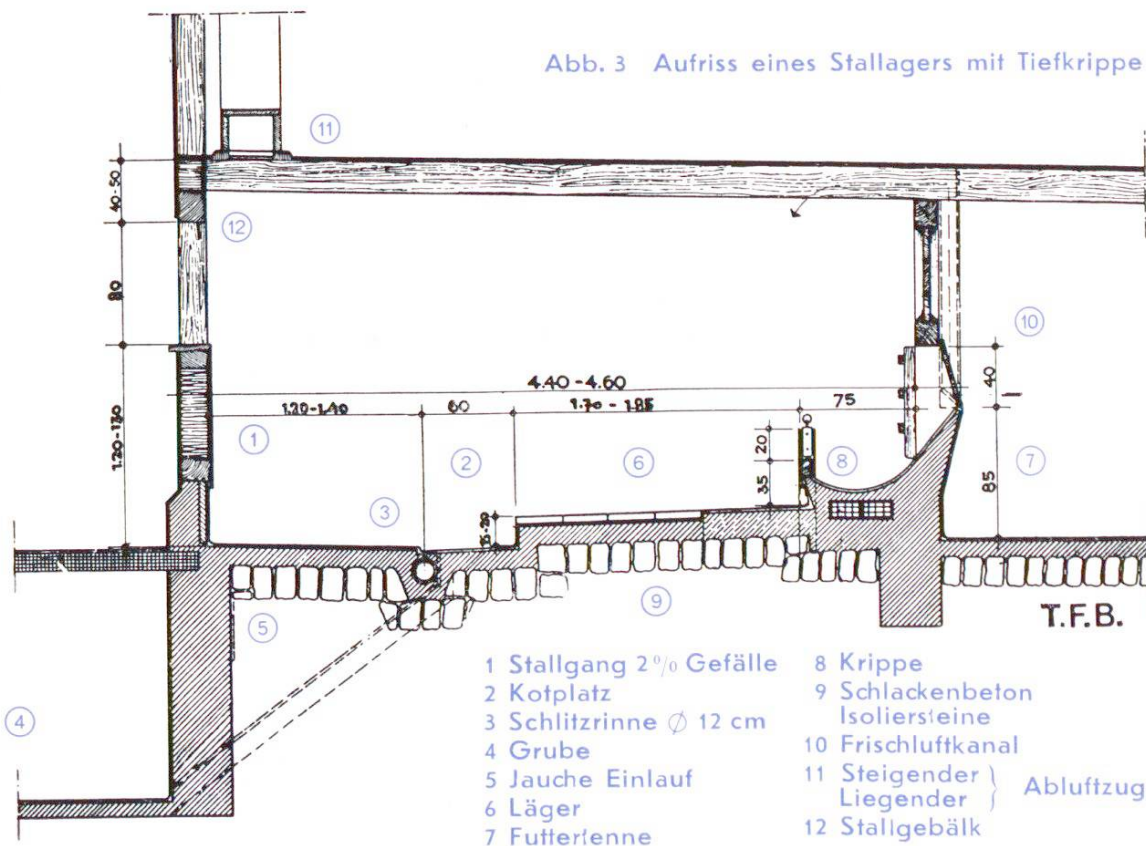 Abb. 3 Aufriss eines Stallagers mit Tiefkrippe
11
40-50
12
80
10
4.40-4.60
40
1.20-1.40
60
1.70 - 1.85
75
1.20-1.30
1
2
6
20
8
7
35
85
3
15-20
9
5
T.F.B.
4
1 Stallgang 2% Gefälle
2 Kotplatz
3 Schlitzrinne ∅ 12 cm
4 Grube
5 Jauche Einlauf
6 Läger
7 Futtertenne
8 Krippe
9 Schlackenbeton
Isoliersteine
10 Frischluftkanal
11 Steigender } Abluftzug
Liegender
12 Stallgebälk